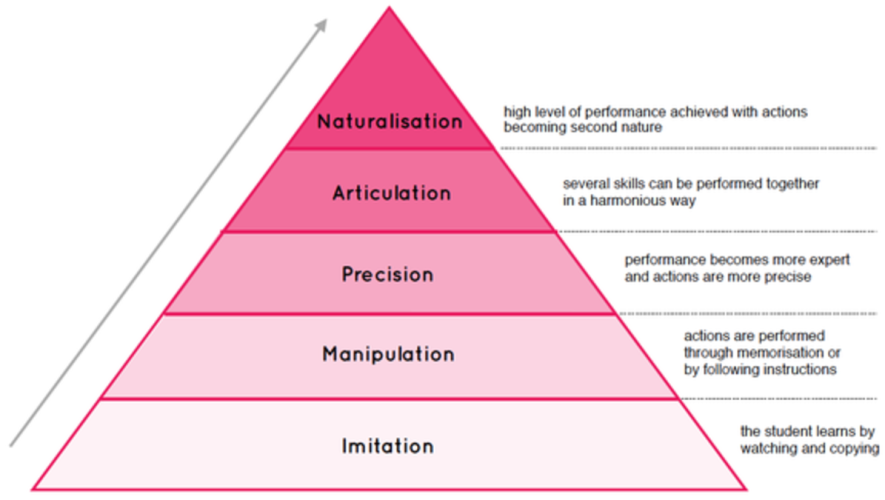 Naturalisation
high level of performance achieved with actions
becoming second nature
Articulation
several skills can be performed together
in a harmonious way
Precision
performance becomes more expert
and actions are more precise
Manipulation
actions are performed
through memorisation or
by following instructions
Imitation
the student learns by
watching and copying